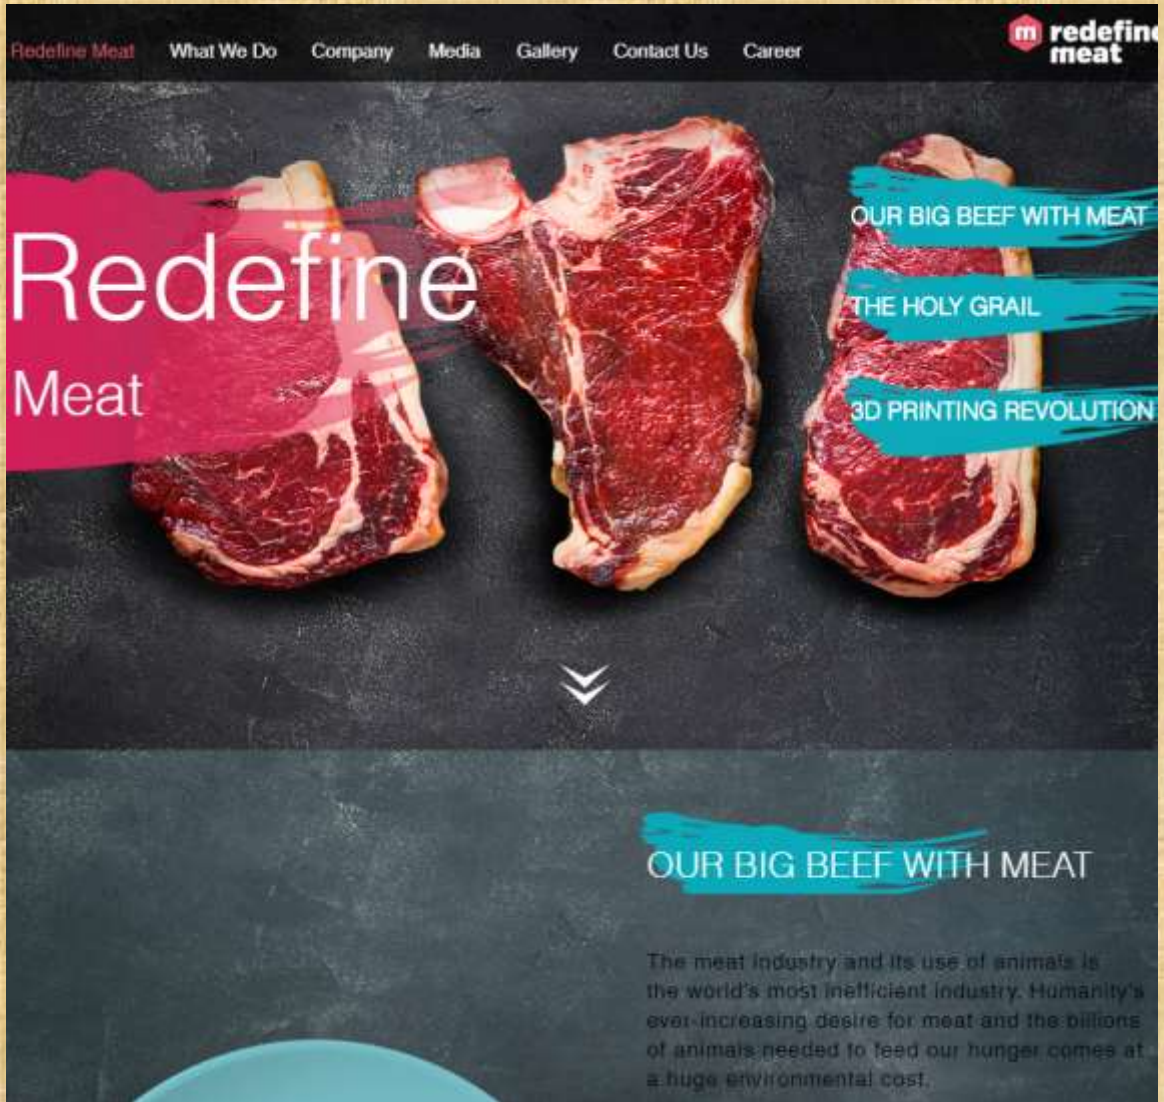 Redefine Meat What We Do Company Media Gallery Contact Us Career
redefine
meat
Redefine
Meat
OUR BIG BEEF WITH MEAT
THE HOLY GRAIL
3D PRINTING REVOLUTION
OUR BIG BEEF WITH MEAT
The meat industry and its use of animals is
the world's most inefficient industry. Humanity's
ever-increasing desire for meat and the billions
of animals needed to feed our hunger comes at
a huge environmental cost.